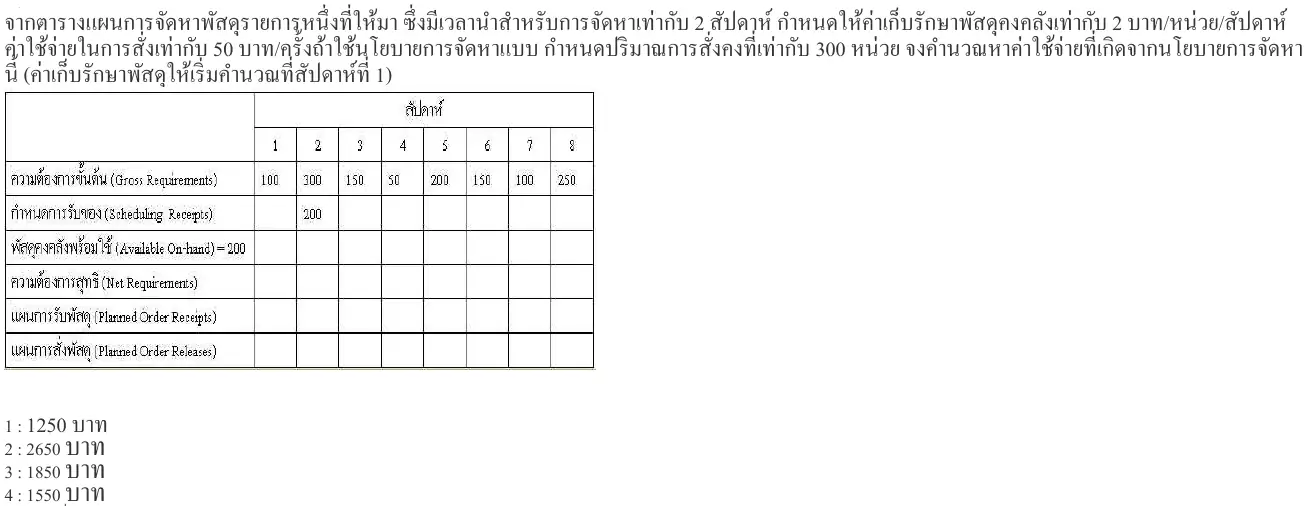 จากตารางแผนการจัดหาพัสดุรายการหนึ่งที่ให้มา ซึ่งมีเวลานำสำหรับการจัดหาเท่ากับ 2 สัปดาห์ กำหนดให้ค่าเก็บรักษาพัสดุคงคลังเท่ากับ 2 บาท/หน่วย/สัปดาห์
ค่าใช้จ่ายในการสั่งเท่ากับ 50 บาท/ครั้งถ้าใช้นโยบายการจัดหาแบบ กำหนดปริมาณการสั่งคงที่เท่ากับ 300 หน่วย จงคำนวณหาค่าใช้จ่ายที่เกิดจากนโยบายการจัดหา
นี้ (ค่าเก็บรักษาพัสดุให้เริ่มคำนวณที่สัปดาห์ที่ 1)
สัปดาห์
1 2 3 4 5 6 7 8
ความต้องการขั้นต้น (Gross Requirements) 100 300 150 50 200 150 100 250
กำหนดการรับของ (Scheduling Receipts) 200
พัสดุคงคลังพร้อมใช้ (Available On-hand) = 200
ความต้องการสุทธิ (Net Requirements)
แผนการรับพัสดุ (Planned Order Receipts)
แผนการสั่งพัสดุ (Planned Order Releases)
1 : 1250 บาท
2 : 2650 บาท
3 : 1850 บาท
4 : 1550 บาท